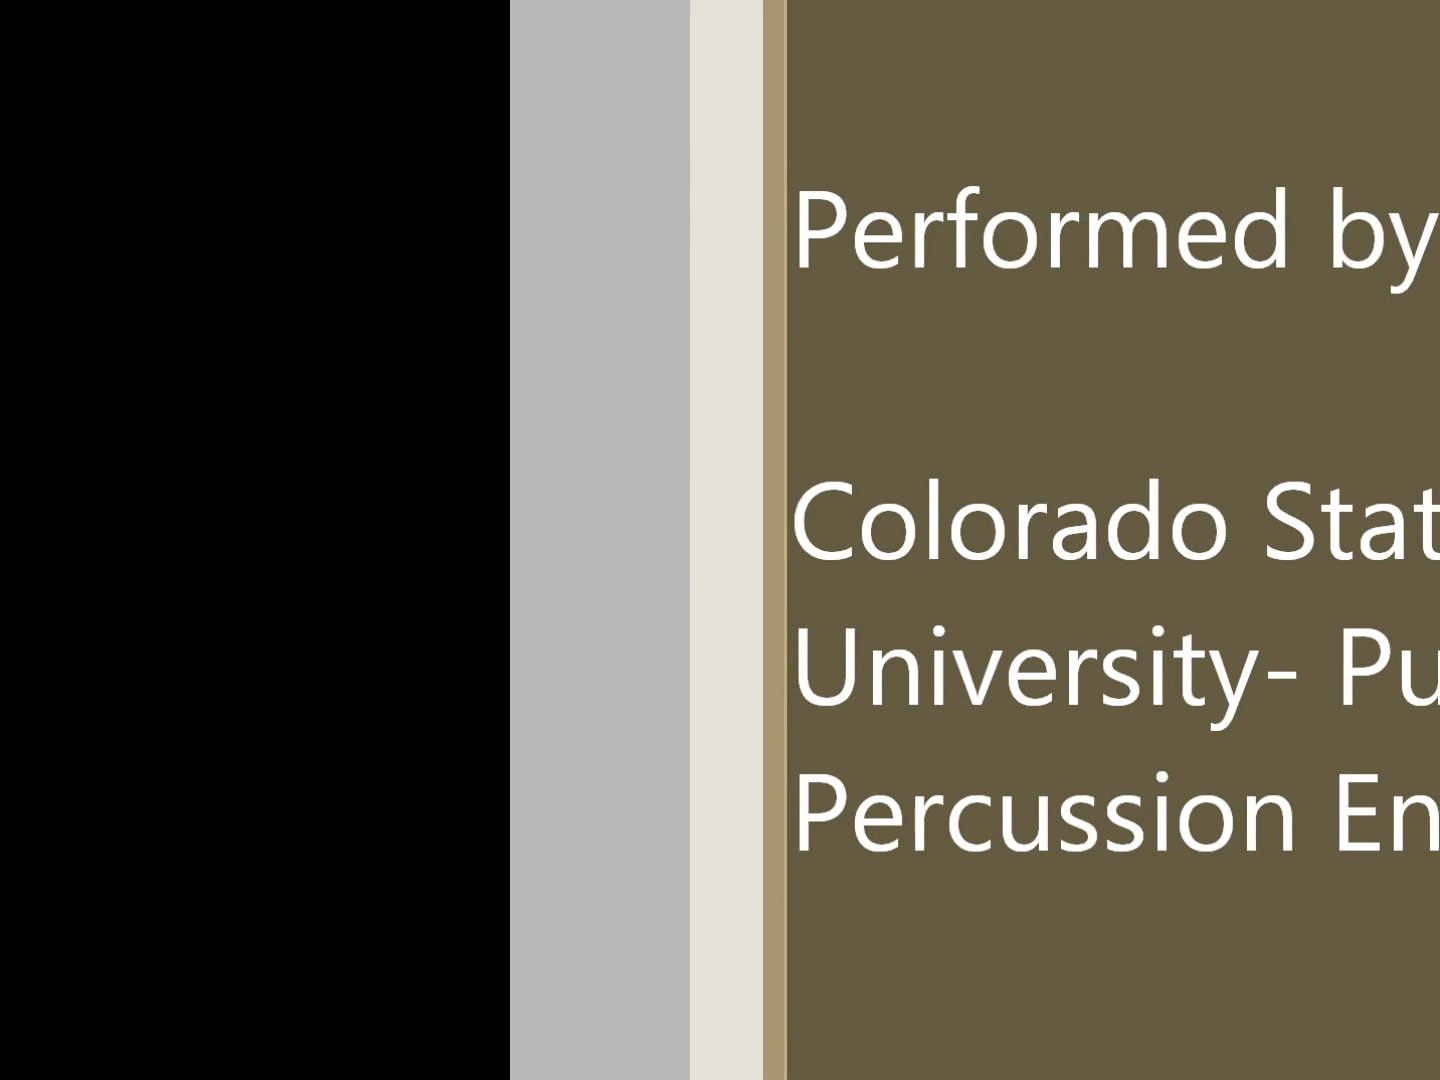 Performed by
Colorado Stat
University- Pu
Percussion En